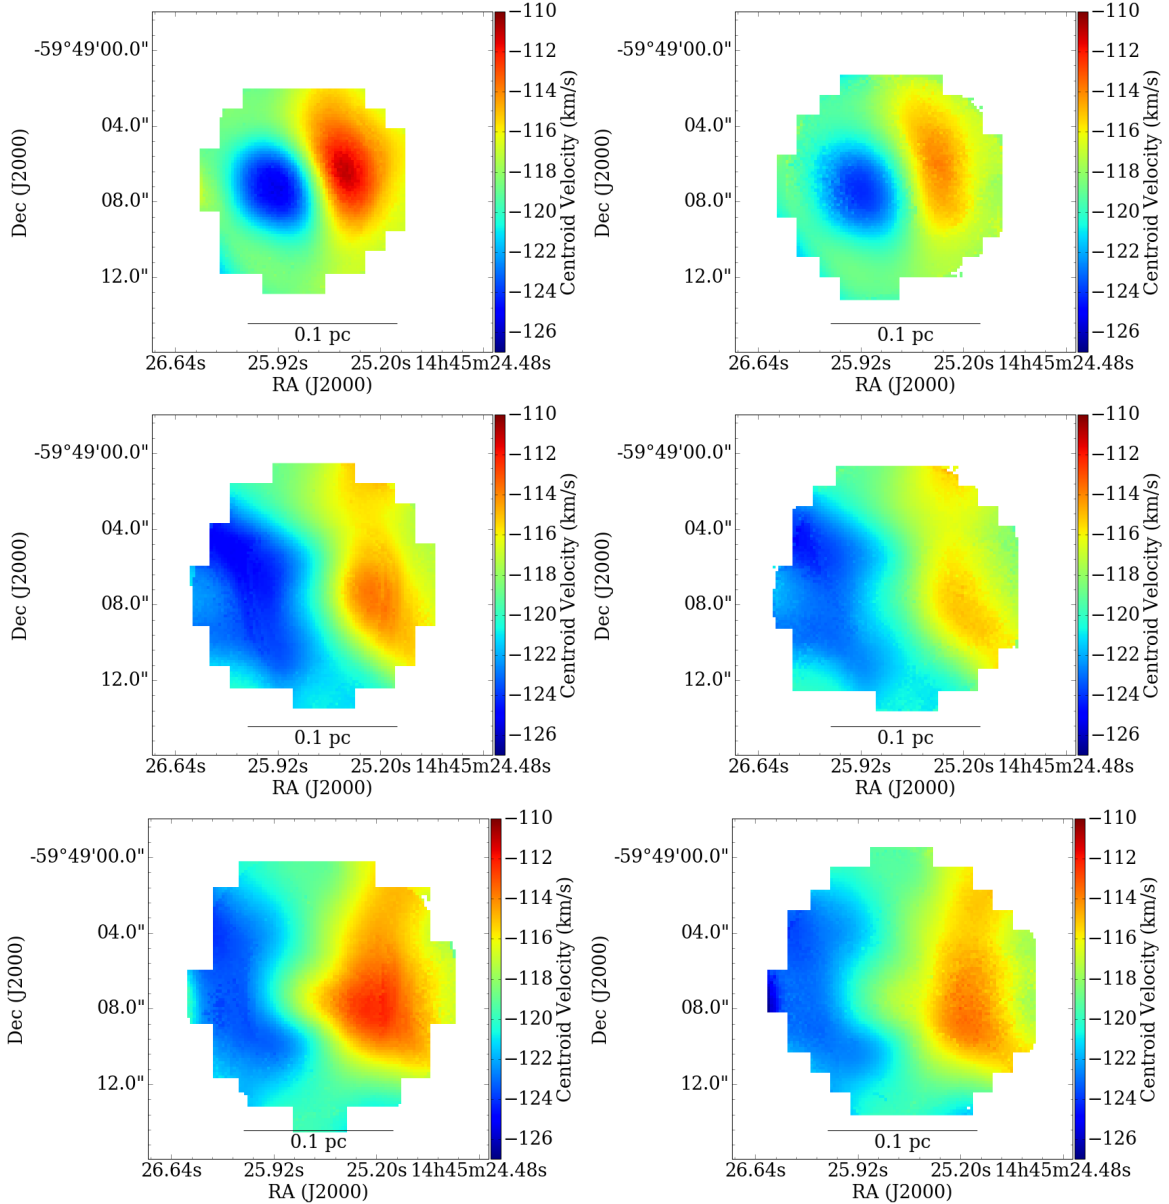 -59°49'00.0"
04.0"
08.0"
12.0"
Dec (J2000)
0.1 pc
26.64s 25.92s 25.20s 14h45m24.48s
RA (J2000)
−110
−112
−114
−116
−118
−120
−122
−124
−126
Centroid Velocity (km/s)
-59°49'00.0"
04.0"
08.0"
12.0"
Dec (J2000)
0.1 pc
26.64s 25.92s 25.20s 14h45m24.48s
RA (J2000)
−110
−112
−114
−116
−118
−120
−122
−124
−126
Centroid Velocity (km/s)
-59°49'00.0"
04.0"
08.0"
12.0"
Dec (J2000)
0.1 pc
26.64s 25.92s 25.20s 14h45m24.48s
RA (J2000)
−110
−112
−114
−116
−118
−120
−122
−124
−126
Centroid Velocity (km/s)
-59°49'00.0"
04.0"
08.0"
12.0"
Dec (J2000)
0.1 pc
26.64s 25.92s 25.20s 14h45m24.48s
RA (J2000)
−110
−112
−114
−116
−118
−120
−122
−124
−126
Centroid Velocity (km/s)
-59°49'00.0"
04.0"
08.0"
12.0"
Dec (J2000)
0.1 pc
26.64s 25.92s 25.20s 14h45m24.48s
RA (J2000)
−110
−112
−114
−116
−118
−120
−122
−124
−126
Centroid Velocity (km/s)
-59°49'00.0"
04.0"
08.0"
12.0"
Dec (J2000)
0.1 pc
26.64s 25.92s 25.20s 14h45m24.48s
RA (J2000)
−110
−112
−114
−116
−118
−120
−122
−124
−126
Centroid Velocity (km/s)